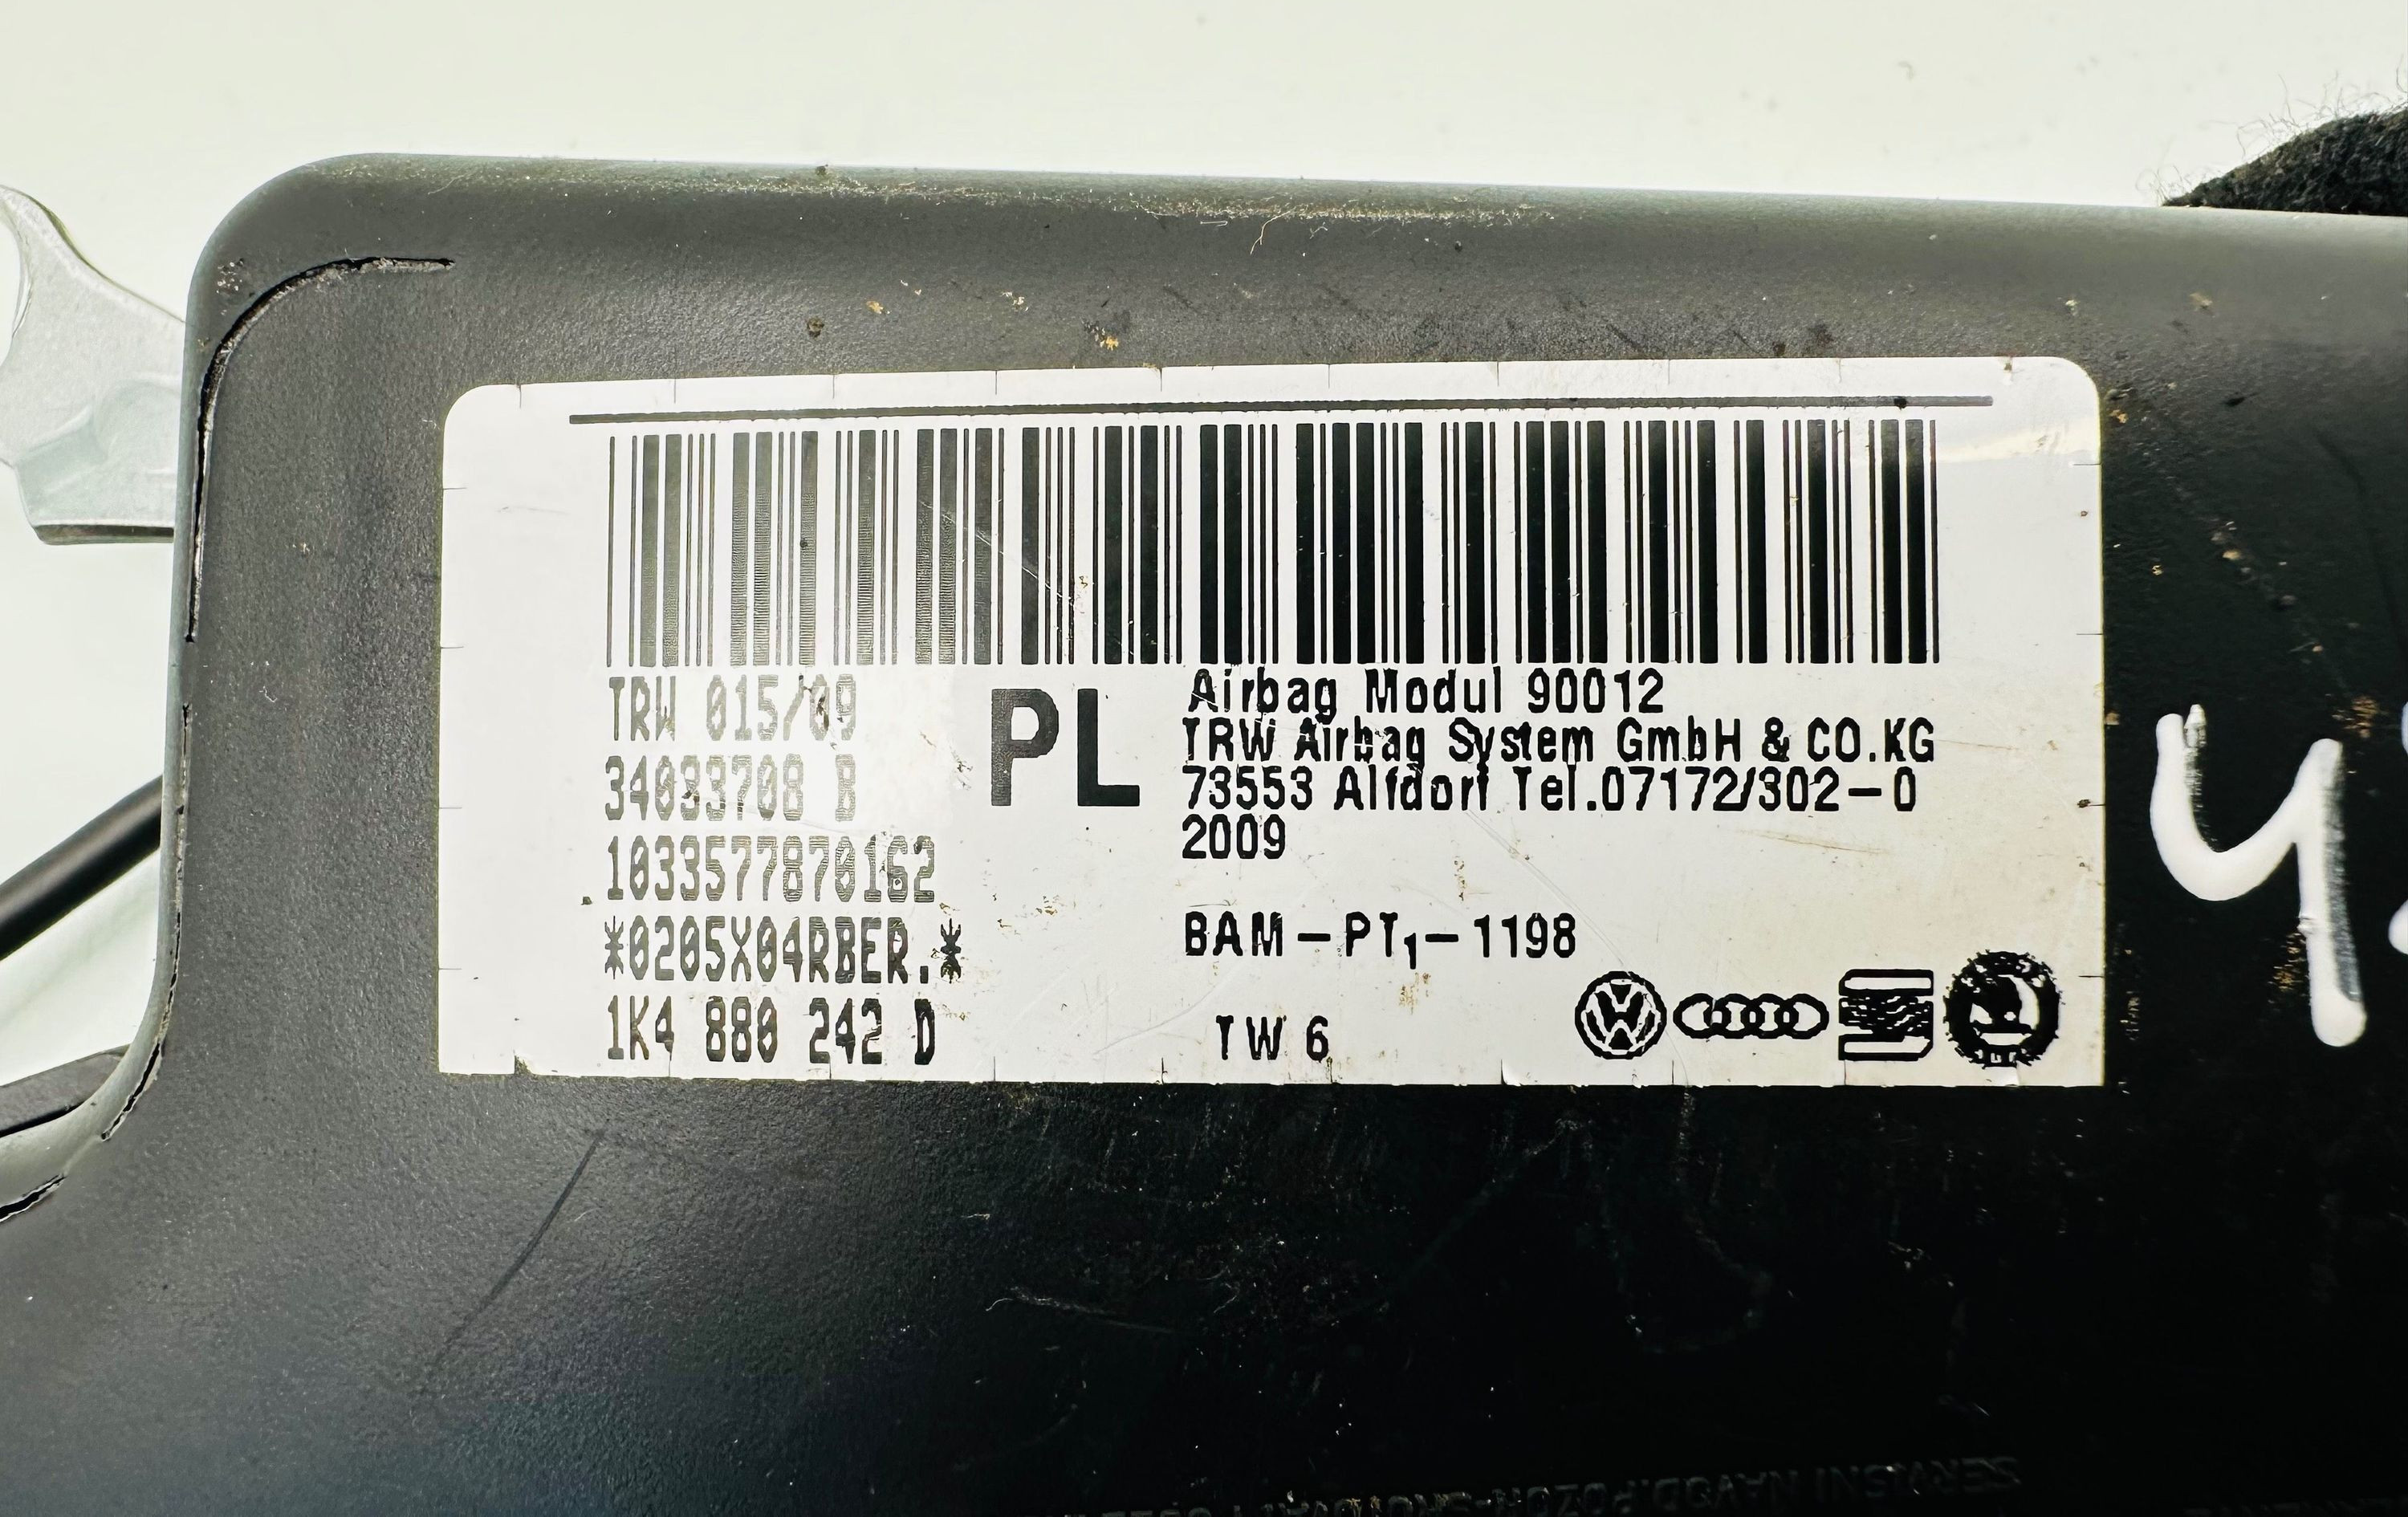 TRW 015/09
34033708 B
1033577870162
*0205X04RBER.*
1K4 880 242 D
PL
Airbag Modul 90012
TRW Airbag System GmbH & CO.KG
73553 Alfdorf Tel.07172/302-0
2009
BAM-PT1-1198
TW 6